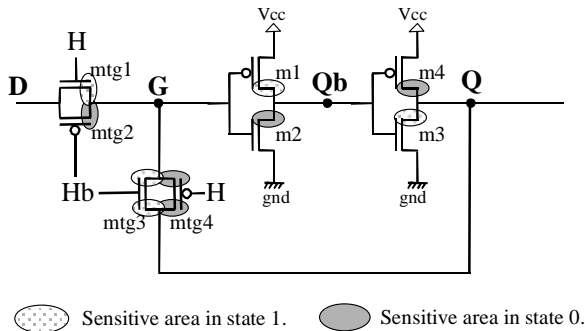 Vcc
Vcc
H
mtg1
m1
m4
D
G
Qb
Q
mtg2
m2
m3
Hb
H
gnd
gnd
mtg3
mtg4
Sensitive area in state 1.
Sensitive area in state 0.